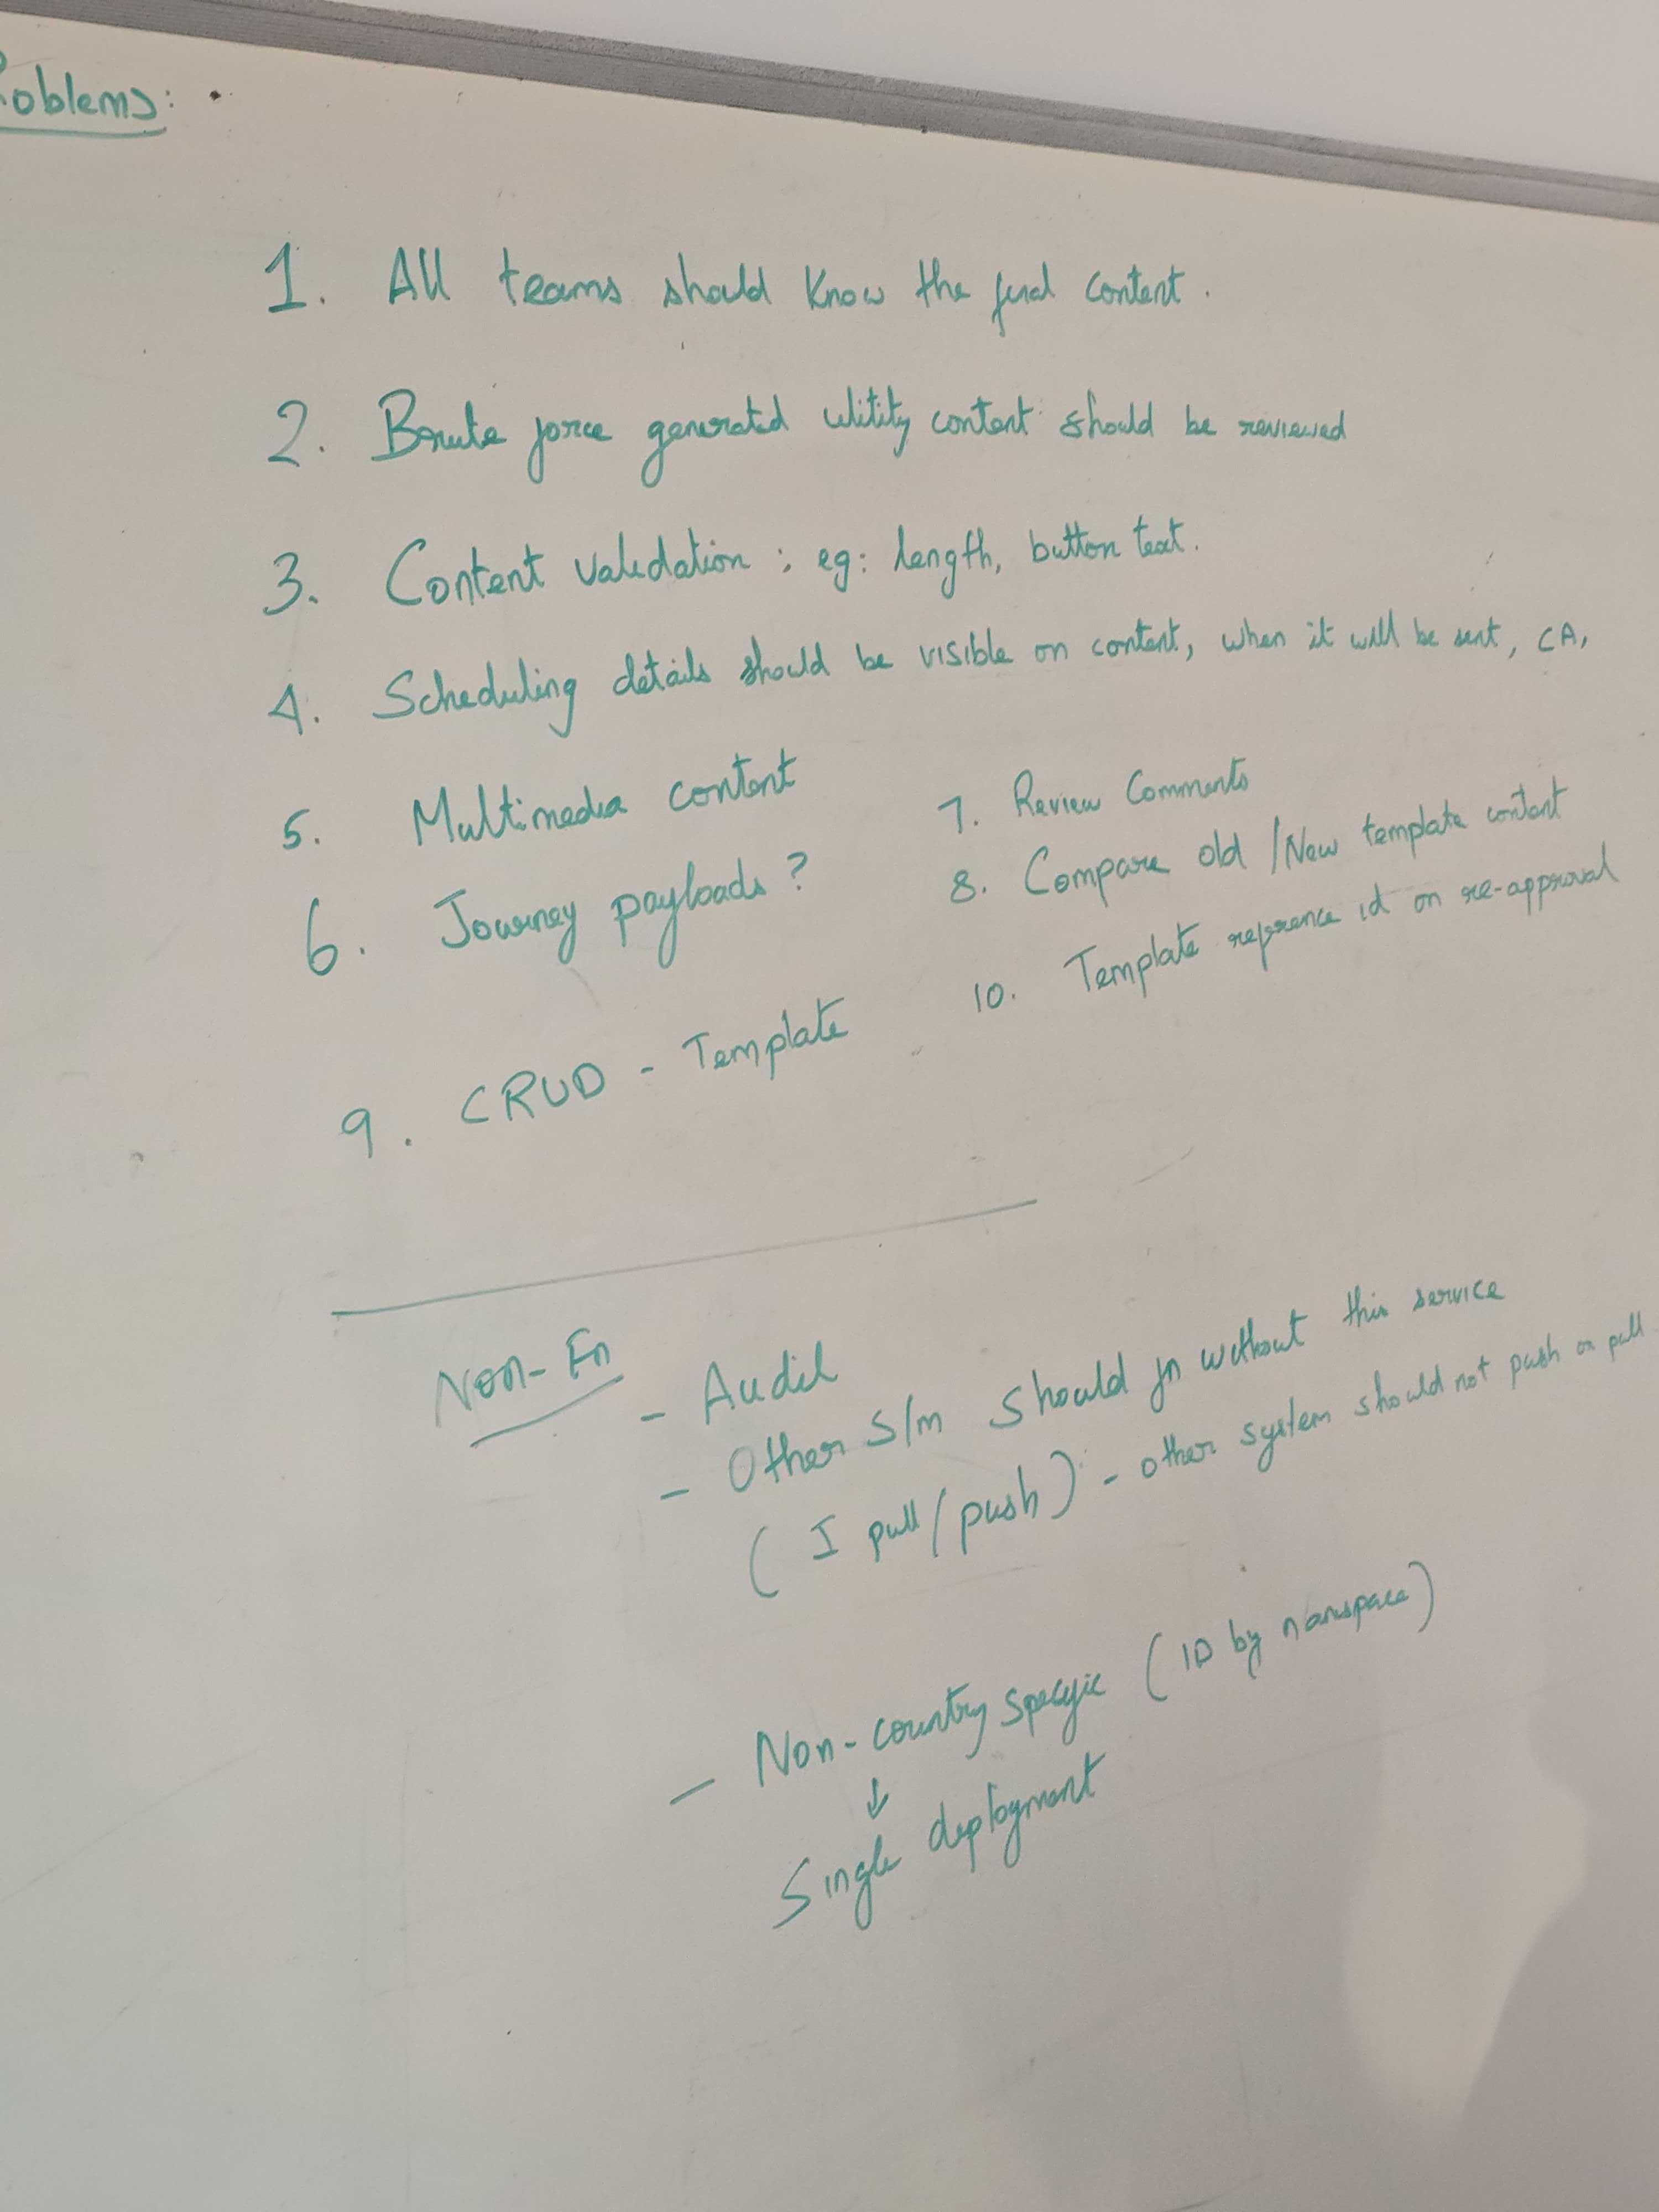 Problems:
1. All teams should know the final content.
2. Brute force generated utility content should be reviewed
3. Content validation : eg: length, button text.
4. Scheduling details should be visible on content, when it will be sent, CA,
5. Multimedia content
6. Journey payloads?
7. Review Comments
8. Compare old / New template content
9. CRUD - Template
10. Template reference id on re-approval
Non-Fn
- Audit
- Other S/m should fn without this service
( I pull / push ) - other system should not push or pull
- Non-country specific ( ID by namspace )
↓
Single deployment